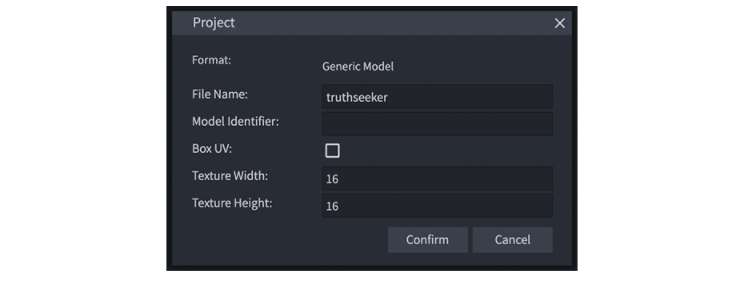 Project
Format: Generic Model
File Name: truthseeker
Model Identifier:
Box UV:
Texture Width: 16
Texture Height: 16
Confirm Cancel